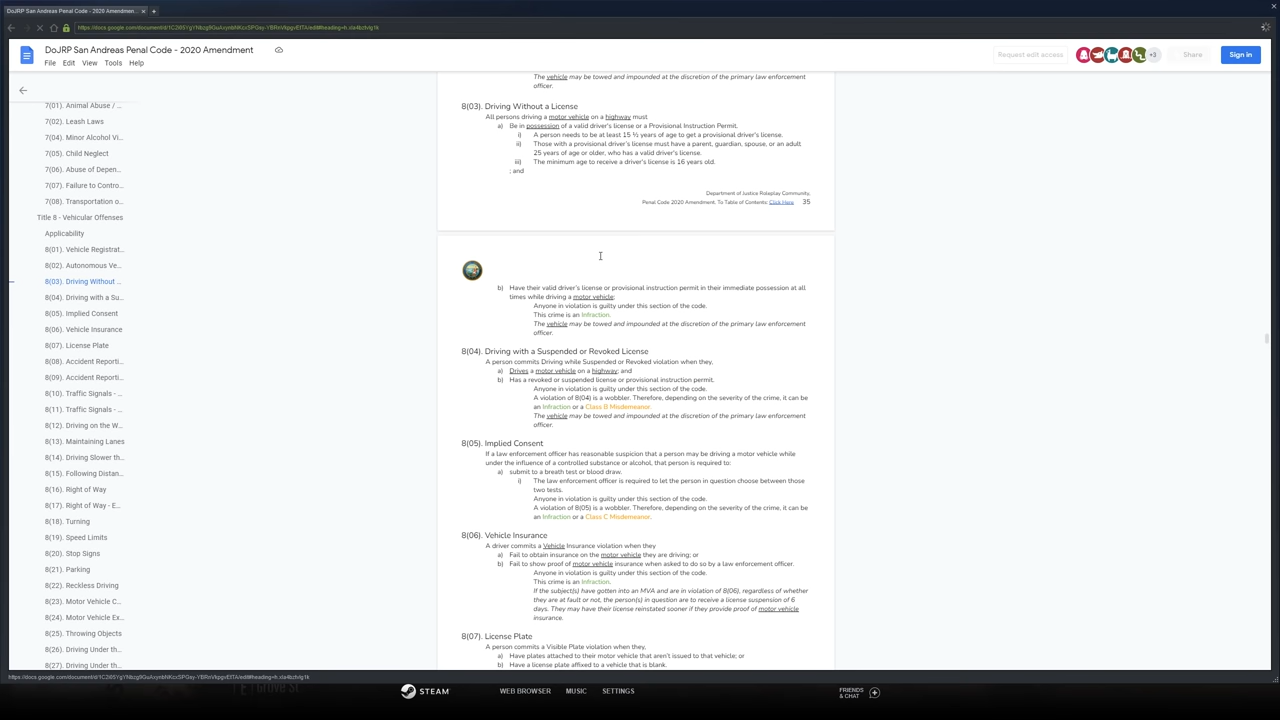 DoJRP San Andreas Penal Code - 2020 Amendment...
DoJRP San Andreas Penal Code - 2020 Amendment
File Edit View Tools Help
Request edit access
+3
Share
Sign in
7(01). Animal Abuse / ...
7(02). Leash Laws
7(04). Minor Alcohol Vi...
7(05). Child Neglect
7(06). Abuse of Depen...
7(07). Failure to Contro...
7(08). Transportation o...
Title 8 - Vehicular Offenses
Applicability
8(01). Vehicle Registrat...
8(02). Autonomous Ve...
8(03). Driving Without ...
8(04). Driving with a Su...
8(05). Implied Consent
8(06). Vehicle Insurance
8(07). License Plate
8(08). Accident Reporti...
8(09). Accident Reporti...
8(10). Traffic Signals - ...
8(11). Traffic Signals - ...
8(12). Driving on the W...
8(13). Maintaining Lanes
8(14). Driving Slower th...
8(15). Following Distan...
8(16). Right of Way
8(17). Right of Way - E...
8(18). Turning
8(19). Speed Limits
8(20). Stop Signs
8(21). Parking
8(22). Reckless Driving
8(23). Motor Vehicle C...
8(24). Motor Vehicle Ex...
8(25). Throwing Objects
8(26). Driving Under th...
8(27). Driving Under th...
The vehicle may be towed and impounded at the discretion of the primary law enforcement
officer.
8(03). Driving Without a License
All persons driving a motor vehicle on a highway must
a) Be in possession of a valid driver's license or a Provisional Instruction Permit.
i) A person needs to be at least 15 ½ years of age to get a provisional driver's license.
ii) Those with a provisional driver's license must have a parent, guardian, spouse, or an adult
25 years of age or older, who has a valid driver's license.
iii) The minimum age to receive a driver's license is 16 years old.
; and
Department of Justice Roleplay Community,
Penal Code 2020 Amendment. To Table of Contents: Click Here 35
b) Have their valid driver's license or provisional instruction permit in their immediate possession at all
times while driving a motor vehicle;
Anyone in violation is guilty under this section of the code.
This crime is an Infraction.
The vehicle may be towed and impounded at the discretion of the primary law enforcement
officer.
8(04). Driving with a Suspended or Revoked License
A person commits Driving while Suspended or Revoked violation when they,
a) Drives a motor vehicle on a highway; and
b) Has a revoked or suspended license or provisional instruction permit.
Anyone in violation is guilty under this section of the code.
A violation of 8(04) is a wobbler. Therefore, depending on the severity of the crime, it can be
an Infraction or a Class B Misdemeanor.
The vehicle may be towed and impounded at the discretion of the primary law enforcement
officer.
8(05). Implied Consent
If a law enforcement officer has reasonable suspicion that a person may be driving a motor vehicle while
under the influence of a controlled substance or alcohol, that person is required to:
a) submit to a breath test or blood draw.
i) The law enforcement officer is required to let the person in question choose between those
two tests.
Anyone in violation is guilty under this section of the code.
A violation of 8(05) is a wobbler. Therefore, depending on the severity of the crime, it can be
an Infraction or a Class C Misdemeanor.
8(06). Vehicle Insurance
A driver commits a Vehicle Insurance violation when they
a) Fail to obtain insurance on the motor vehicle they are driving; or
b) Fail to show proof of motor vehicle insurance when asked to do so by a law enforcement officer.
Anyone in violation is guilty under this section of the code.
This crime is an Infraction.
If the subject(s) have gotten into an MVA and are in violation of 8(06), regardless of whether
they are at fault or not, the person(s) in question are to receive a license suspension of 6
days. They may have their license reinstated sooner if they provide proof of motor vehicle
insurance.
8(07). License Plate
A person commits a Visible Plate violation when they,
a) Have plates attached to their motor vehicle that aren't issued to that vehicle; or
b) Have a license plate affixed to a vehicle that is blank.
STEAM
WEB BROWSER MUSIC SETTINGS
FRIENDS
& CHAT